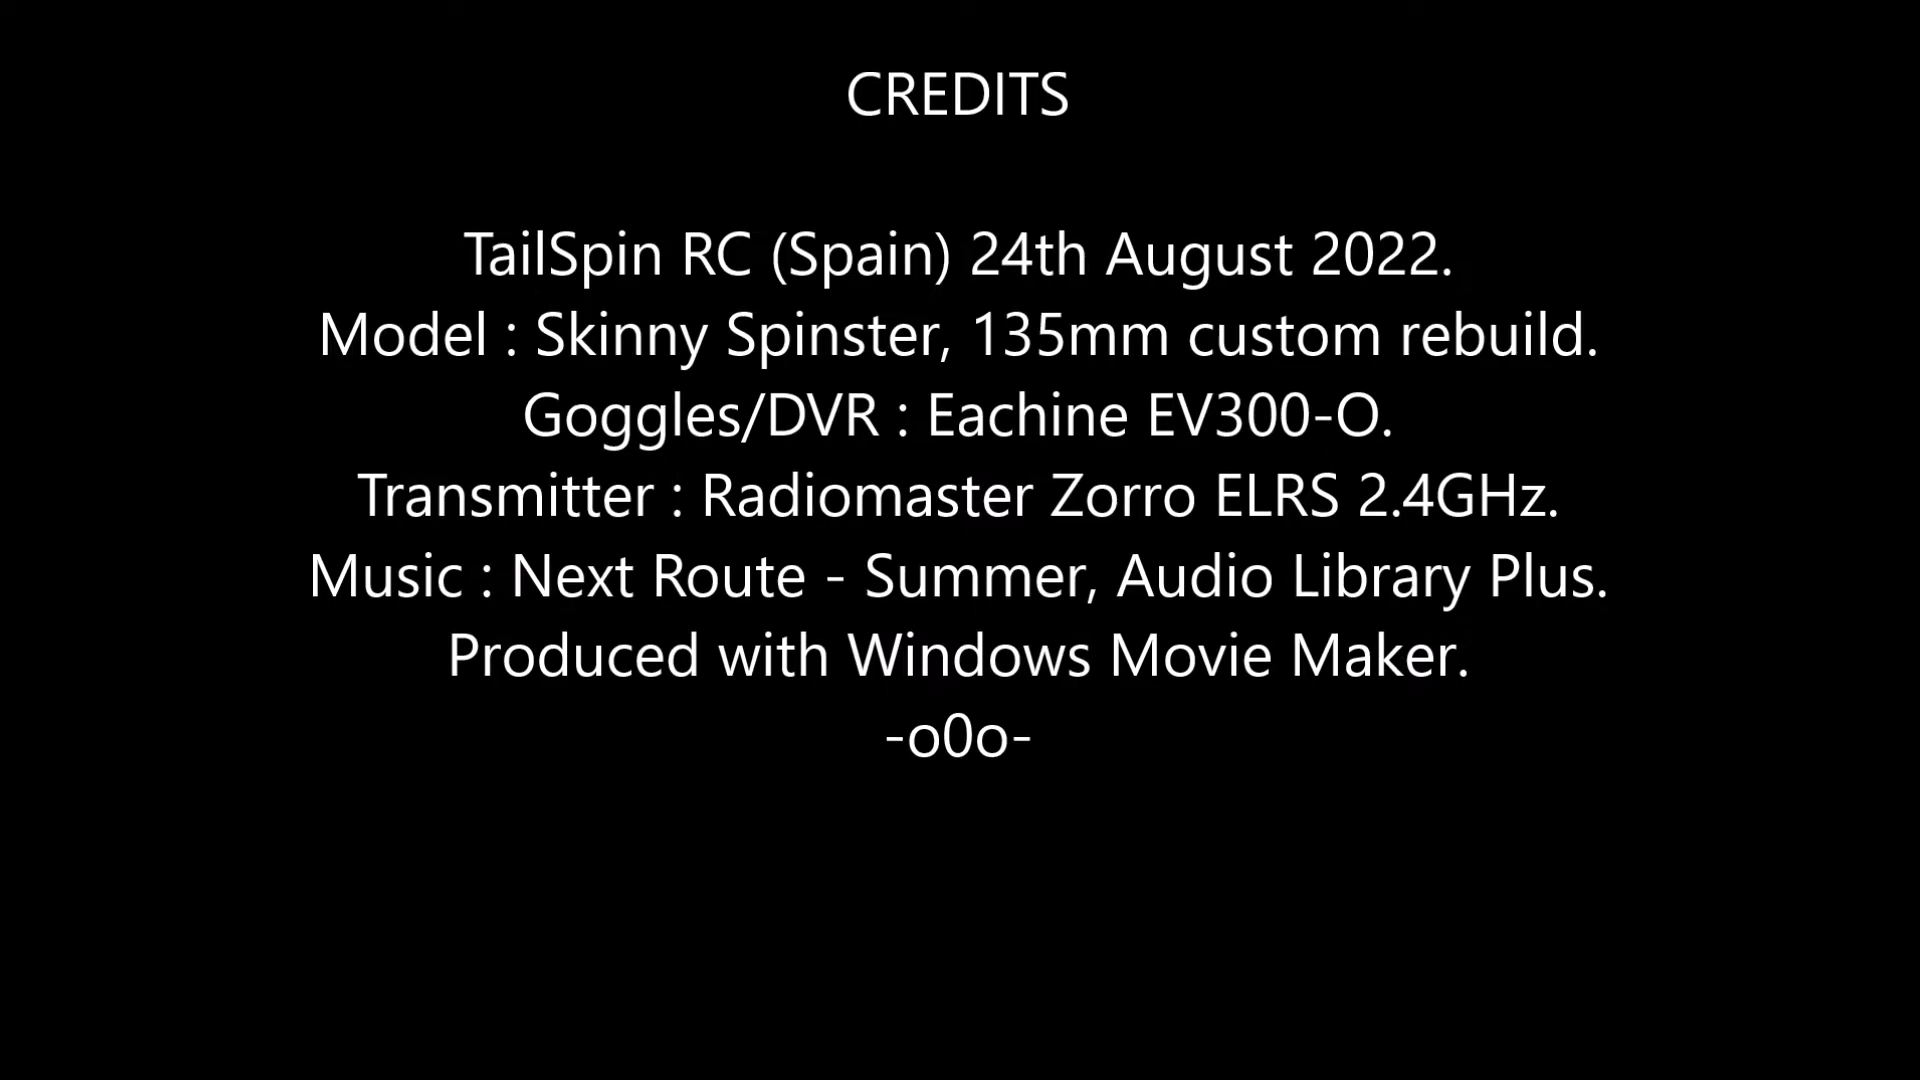 CREDITS
TailSpin RC (Spain) 24th August 2022.
Model : Skinny Spinster, 135mm custom rebuild.
Goggles/DVR : Eachine EV300-O.
Transmitter : Radiomaster Zorro ELRS 2.4GHz.
Music : Next Route - Summer, Audio Library Plus.
Produced with Windows Movie Maker.
-o0o-